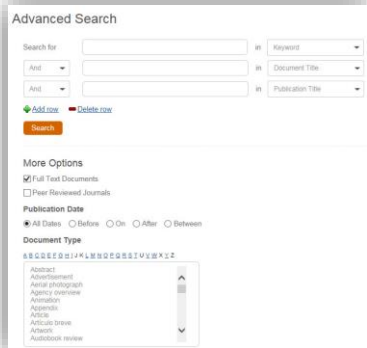 Advanced Search
Search for in Keyword
And in Document Title
And in Publication Title
Add row Delete row
Search
More Options
Full Text Documents
Peer Reviewed Journals
Publication Date
All Dates Before On After Between
Document Type
A B C D E F G H I J K L M N O P Q R S T U V W X Y Z
Abstract
Advertisement
Aerial photograph
Agency overview
Animation
Appendix
Article
Artículo breve
Artwork
Audiobook review